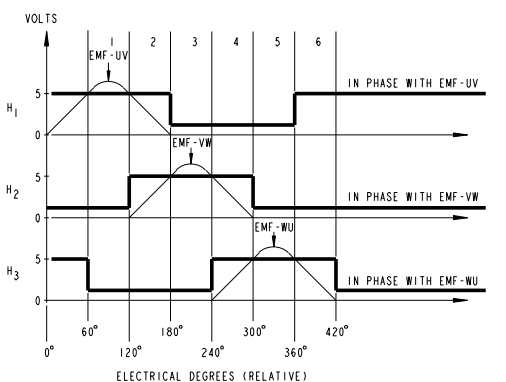 VOLTS
1 2 3 4 5 6
EMF-UV
5
H1
0
IN PHASE WITH EMF-UV
EMF-VW
5
H2
0
IN PHASE WITH EMF-VW
EMF-WU
5
H3
0
IN PHASE WITH EMF-WU
60° 180° 300° 420°
0° 120° 240° 360°
ELECTRICAL DEGREES (RELATIVE)